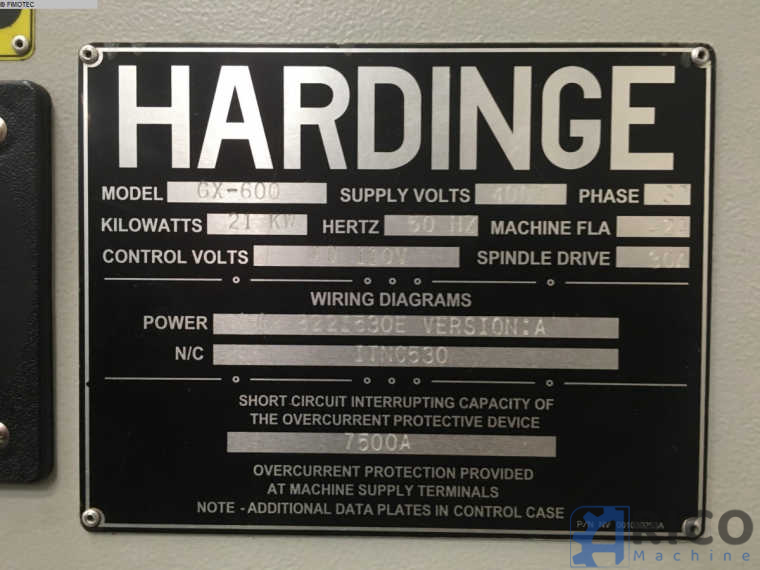 © FIMOTEC
HARDINGE
MODEL GX-600 SUPPLY VOLTS PHASE
KILOWATTS 21 KW HERTZ 50 HZ MACHINE FLA
CONTROL VOLTS 110V SPINDLE DRIVE 30A
WIRING DIAGRAMS
POWER VERSION:A
N/C ITNC530
SHORT CIRCUIT INTERRUPTING CAPACITY OF
THE OVERCURRENT PROTECTIVE DEVICE
7500A
OVERCURRENT PROTECTION PROVIDED
AT MACHINE SUPPLY TERMINALS
NOTE - ADDITIONAL DATA PLATES IN CONTROL CASE
P/N NV
Machine